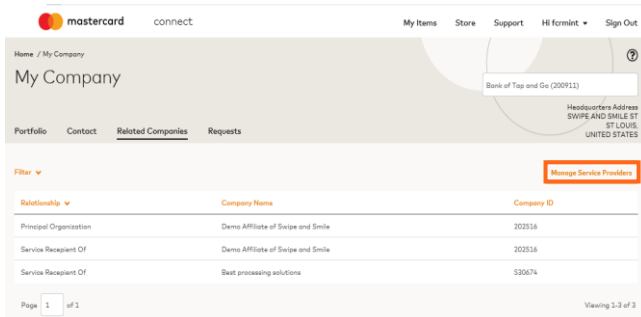 mastercard connect My Items Store Support Hi fcrmint Sign Out
Home / My Company
?
My Company
Bank of Tap and Go (200911)
Headquarters Address
SWIPE AND SMILE ST
ST LOUIS,
UNITED STATES
Portfolio Contact Related Companies Requests
Filter Manage Service Providers
Relationship Company Name Company ID
Principal Organization Demo Affiliate of Swipe and Smile 202516
Service Recepient Of Demo Affiliate of Swipe and Smile 202516
Service Recepient Of Best processing solutions 530674
Page 1 of 1 Viewing 1-3 of 3